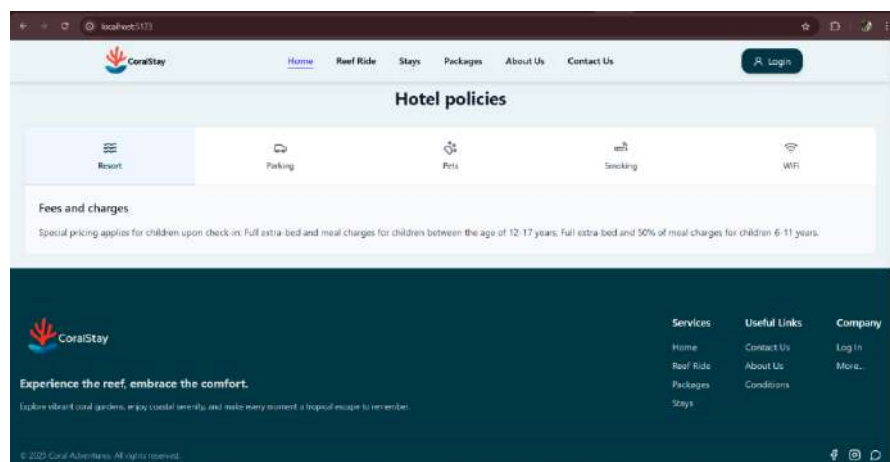 localhost:5173
CoralStay
Home Reef Ride Stays Packages About Us Contact Us
Login
Hotel policies
Resort Parking Pets Smoking WiFi
Fees and charges
Special pricing applies for children upon check-in: Full extra-bed and meal charges for children between the age of 12-17 years; Full extra-bed and 50% of meal charges for children 6-11 years.
CoralStay
Experience the reef, embrace the comfort.
Explore vibrant coral gardens, enjoy coastal serenity, and make every moment a tropical escape to remember.
Services Useful Links Company
Home Contact Us Log In
Reef Ride About Us More...
Packages Conditions
Stays
© 2025 Coral Adventures. All rights reserved.